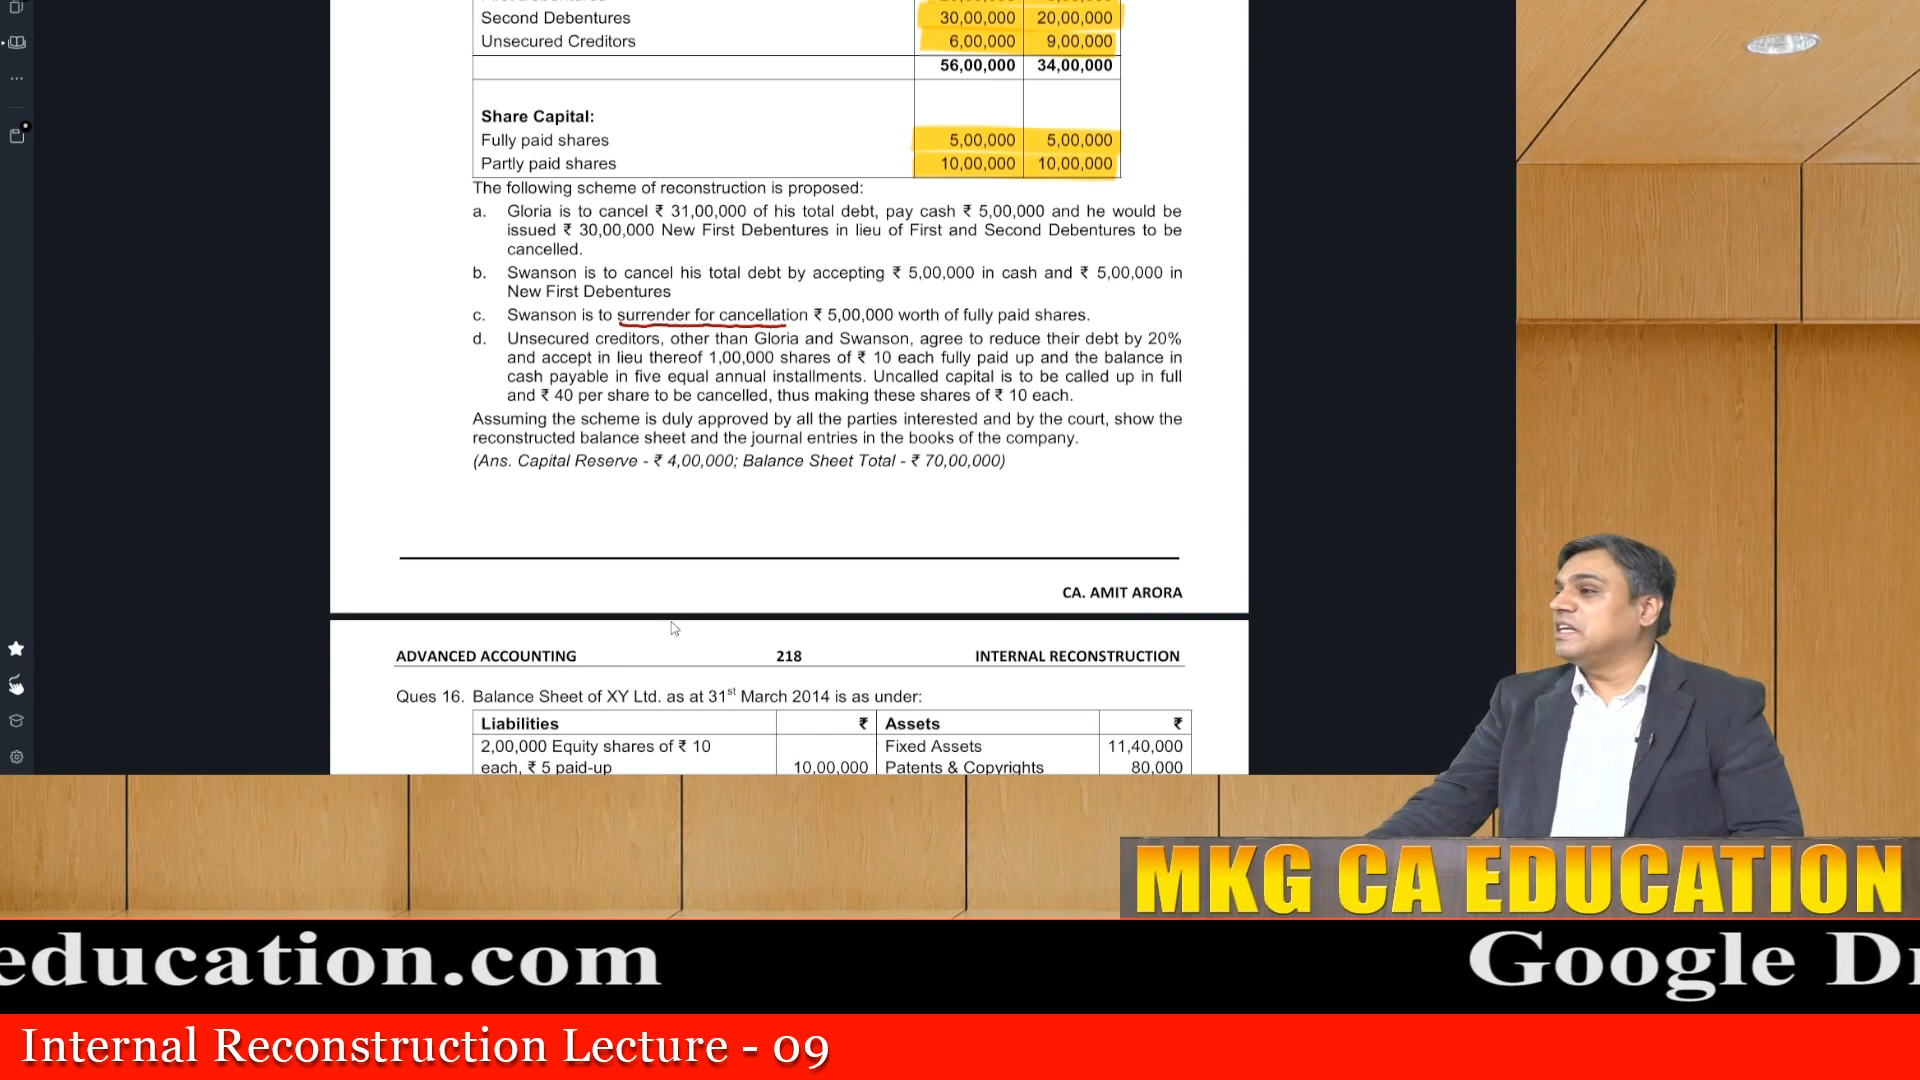 Second Debentures 30,00,000 20,00,000
Unsecured Creditors 6,00,000 9,00,000
56,00,000 34,00,000
Share Capital:
Fully paid shares 5,00,000 5,00,000
Partly paid shares 10,00,000 10,00,000
The following scheme of reconstruction is proposed:
a. Gloria is to cancel ₹ 31,00,000 of his total debt, pay cash ₹ 5,00,000 and he would be
issued ₹ 30,00,000 New First Debentures in lieu of First and Second Debentures to be
cancelled.
b. Swanson is to cancel his total debt by accepting ₹ 5,00,000 in cash and ₹ 5,00,000 in
New First Debentures
c. Swanson is to surrender for cancellation ₹ 5,00,000 worth of fully paid shares.
d. Unsecured creditors, other than Gloria and Swanson, agree to reduce their debt by 20%
and accept in lieu thereof 1,00,000 shares of ₹ 10 each fully paid up and the balance in
cash payable in five equal annual installments. Uncalled capital is to be called up in full
and ₹ 40 per share to be cancelled, thus making these shares of ₹ 10 each.
Assuming the scheme is duly approved by all the parties interested and by the court, show the
reconstructed balance sheet and the journal entries in the books of the company.
(Ans. Capital Reserve - ₹ 4,00,000; Balance Sheet Total - ₹ 70,00,000)
CA. AMIT ARORA
ADVANCED ACCOUNTING 218 INTERNAL RECONSTRUCTION
Ques 16. Balance Sheet of XY Ltd. as at 31st March 2014 is as under:
Liabilities ₹ Assets ₹
2,00,000 Equity shares of ₹ 10 Fixed Assets 11,40,000
each, ₹ 5 paid-up 10,00,000 Patents & Copyrights 80,000
MKG CA EDUCATION
education.com Google D
Internal Reconstruction Lecture - 09